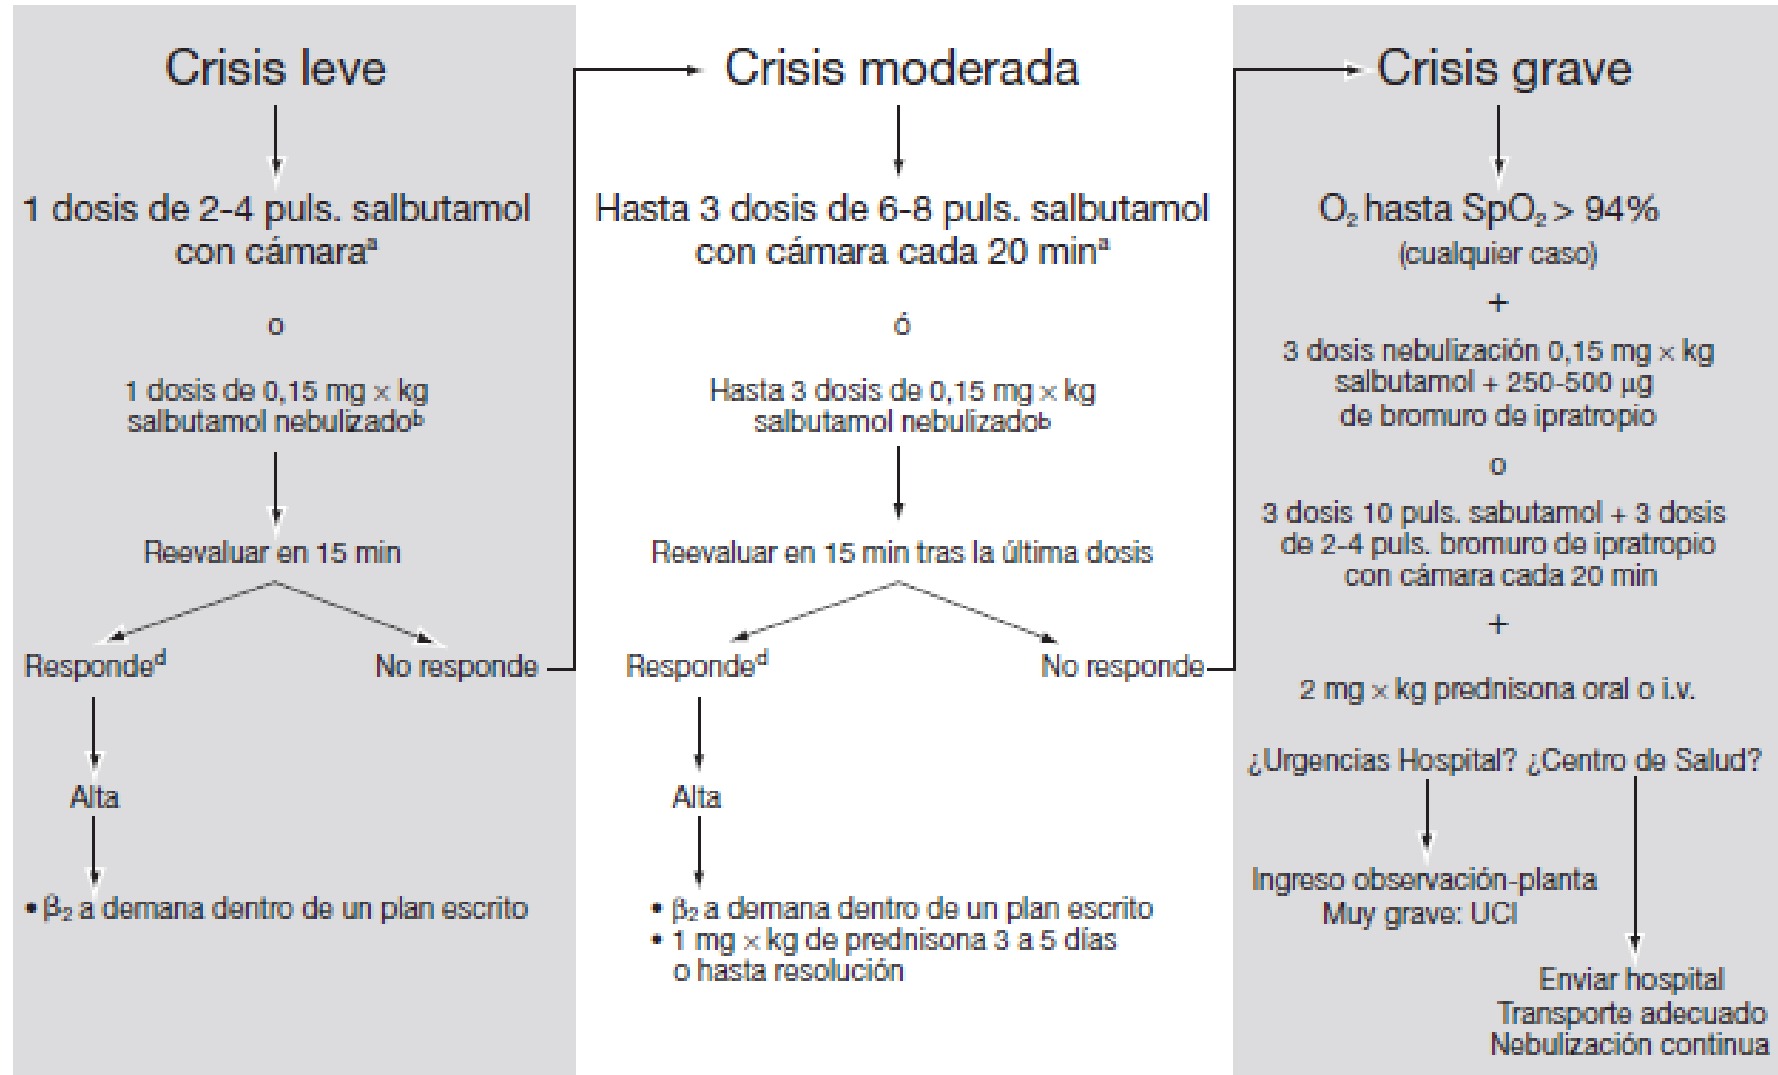 Crisis leve
1 dosis de 2-4 puls. salbutamol
con cámaraª
o
1 dosis de 0,15 mg × kg
salbutamol nebulizadoᵇ
Reevaluar en 15 min
Respondeᵈ
No responde
Alta
• β₂ a demana dentro de un plan escrito
Crisis moderada
Hasta 3 dosis de 6-8 puls. salbutamol
con cámara cada 20 minª
ó
Hasta 3 dosis de 0,15 mg × kg
salbutamol nebulizadoᵇ
Reevaluar en 15 min tras la última dosis
Respondeᵈ
No responde
Alta
• β₂ a demana dentro de un plan escrito
• 1 mg × kg de prednisona 3 a 5 días
o hasta resolución
Crisis grave
O₂ hasta SpO₂ > 94%
(cualquier caso)
+
3 dosis nebulización 0,15 mg × kg
salbutamol + 250-500 µg
de bromuro de ipratropio
o
3 dosis 10 puls. sabutamol + 3 dosis
de 2-4 puls. bromuro de ipratropio
con cámara cada 20 min
+
2 mg × kg prednisona oral o i.v.
¿Urgencias Hospital? ¿Centro de Salud?
Ingreso observación-planta
Muy grave: UCI
Enviar hospital
Transporte adecuado
Nebulización continua